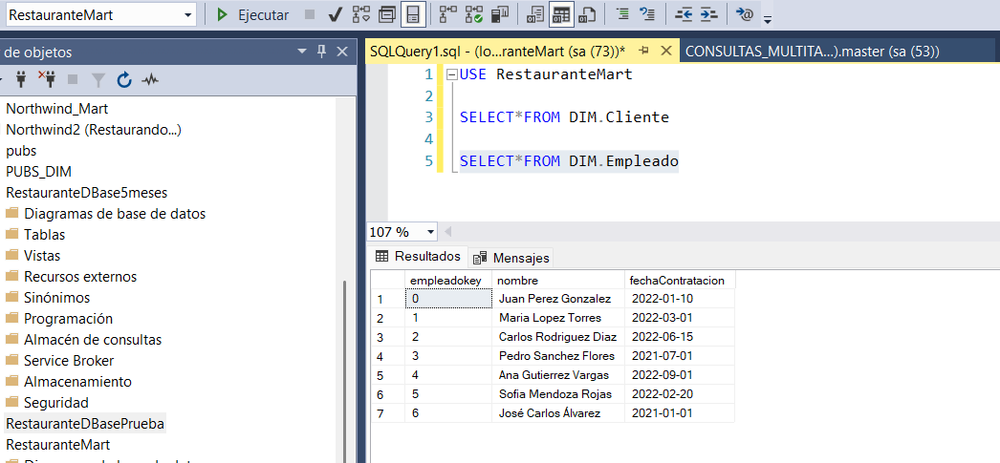 RestauranteMart
Ejecutar
de objetos
SQLQuery1.sql - (lo...ranteMart (sa (73))*
CONSULTAS_MULTITA...).master (sa (53))
1 USE RestauranteMart
2
3 SELECT*FROM DIM.Cliente
4
5 SELECT*FROM DIM.Empleado
Northwind_Mart
Northwind2 (Restaurando...)
pubs
PUBS_DIM
RestauranteDBase5meses
Diagramas de base de datos
Tablas
Vistas
Recursos externos
Sinónimos
Programación
Almacén de consultas
Service Broker
Almacenamiento
Seguridad
RestauranteDBasePrueba
RestauranteMart
107 %
Resultados Mensajes
empleadokey nombre fechaContratacion
1 0 Juan Perez Gonzalez 2022-01-10
2 1 Maria Lopez Torres 2022-03-01
3 2 Carlos Rodriguez Diaz 2022-06-15
4 3 Pedro Sanchez Flores 2021-07-01
5 4 Ana Gutierrez Vargas 2022-09-01
6 5 Sofia Mendoza Rojas 2022-02-20
7 6 José Carlos Álvarez 2021-01-01